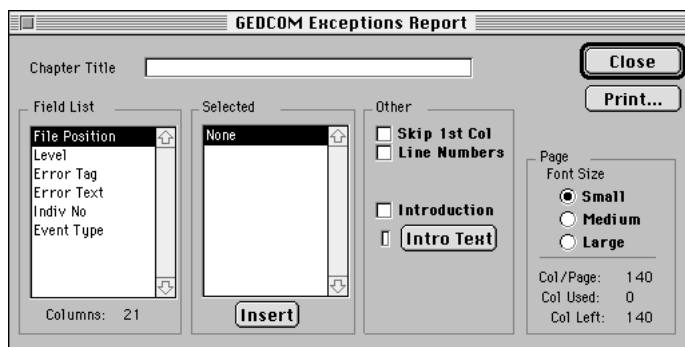 GEDCOM Exceptions Report
Chapter Title
Close
Print...
Field List
File Position
Level
Error Tag
Error Text
Indiv No
Event Type
Columns: 21
Selected
None
Insert
Other
Skip 1st Col
Line Numbers
Introduction
Intro Text
Page
Font Size
Small
Medium
Large
Col/Page: 140
Col Used: 0
Col Left: 140